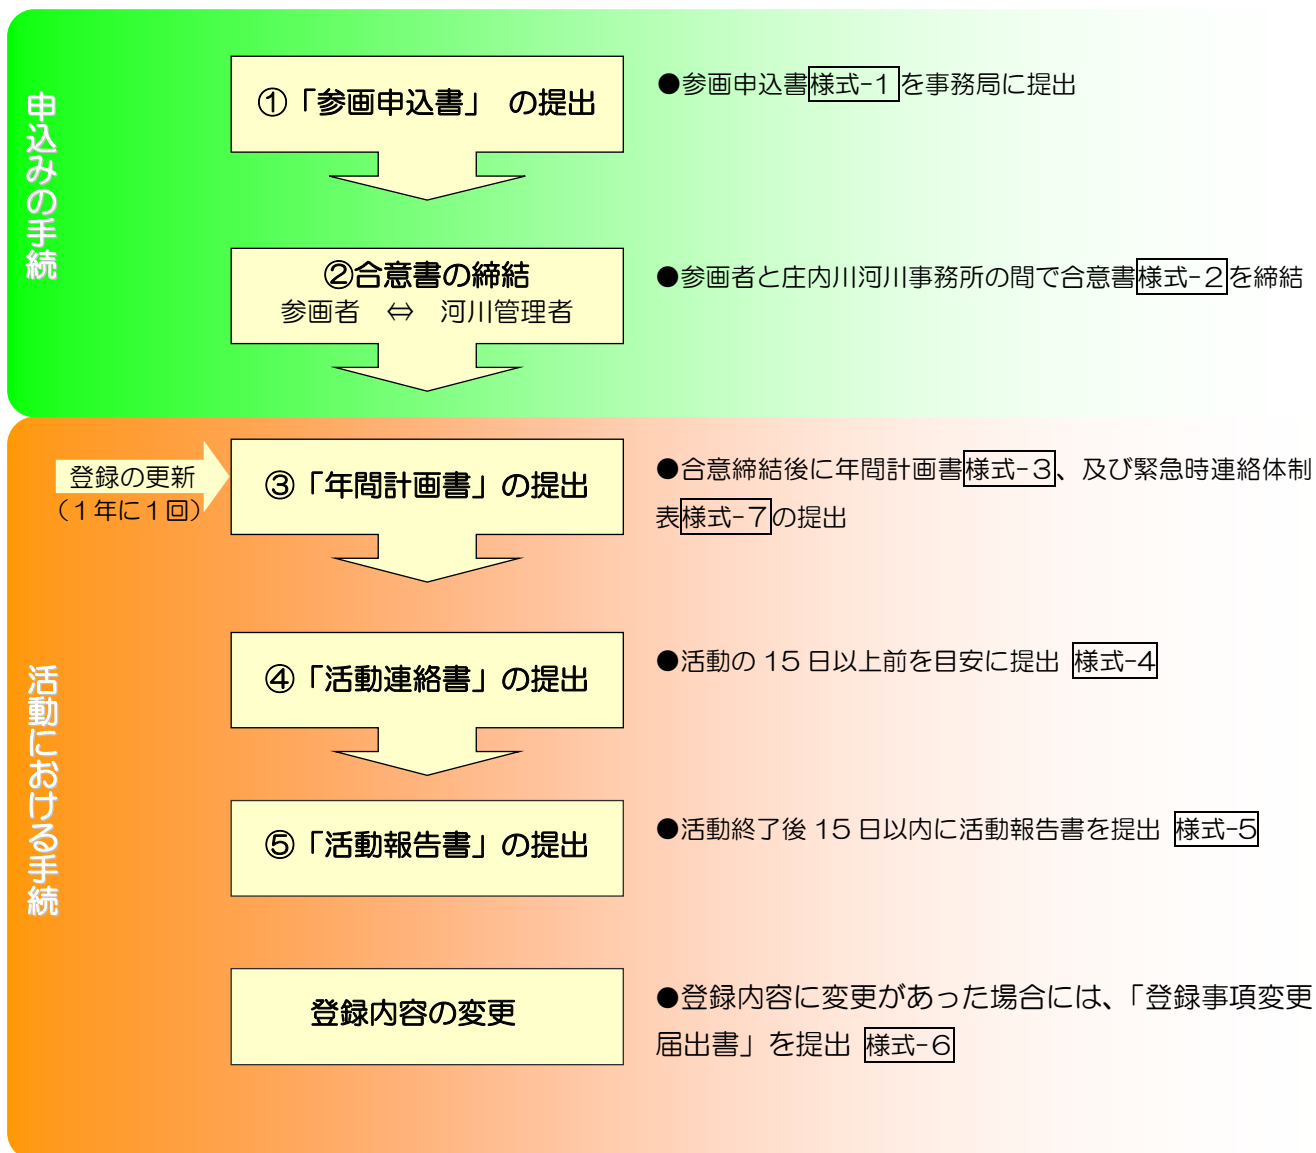 申込みの手続
①「参画申込書」 の提出
●参画申込書様式-1を事務局に提出
②合意書の締結
参画者 ⇔ 河川管理者
●参画者と庄内川河川事務所の間で合意書様式-2を締結
活動における手続
登録の更新
（１年に１回）
③「年間計画書」の提出
●合意締結後に年間計画書様式-3、及び緊急時連絡体制
表様式-7の提出
④「活動連絡書」の提出
●活動の 15 日以上前を目安に提出 様式-4
⑤「活動報告書」の提出
●活動終了後 15 日以内に活動報告書を提出 様式-5
登録内容の変更
●登録内容に変更があった場合には、「登録事項変更
届出書」を提出 様式-6